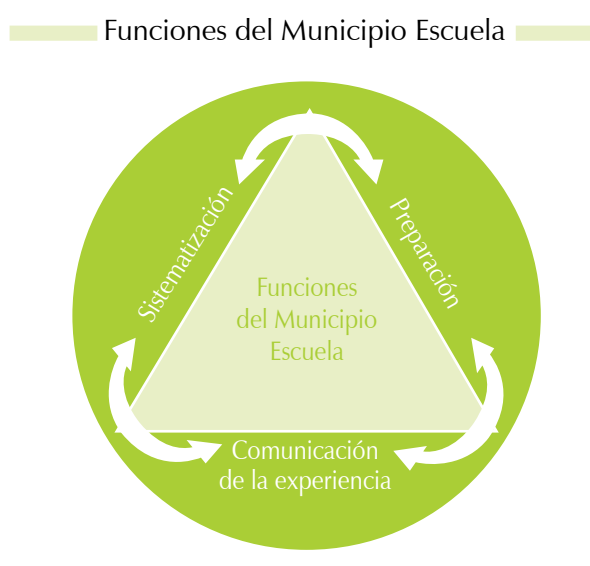 Funciones del Municipio Escuela
Sistematización
Preparación
Funciones
del Municipio
Escuela
Comunicación
de la experiencia